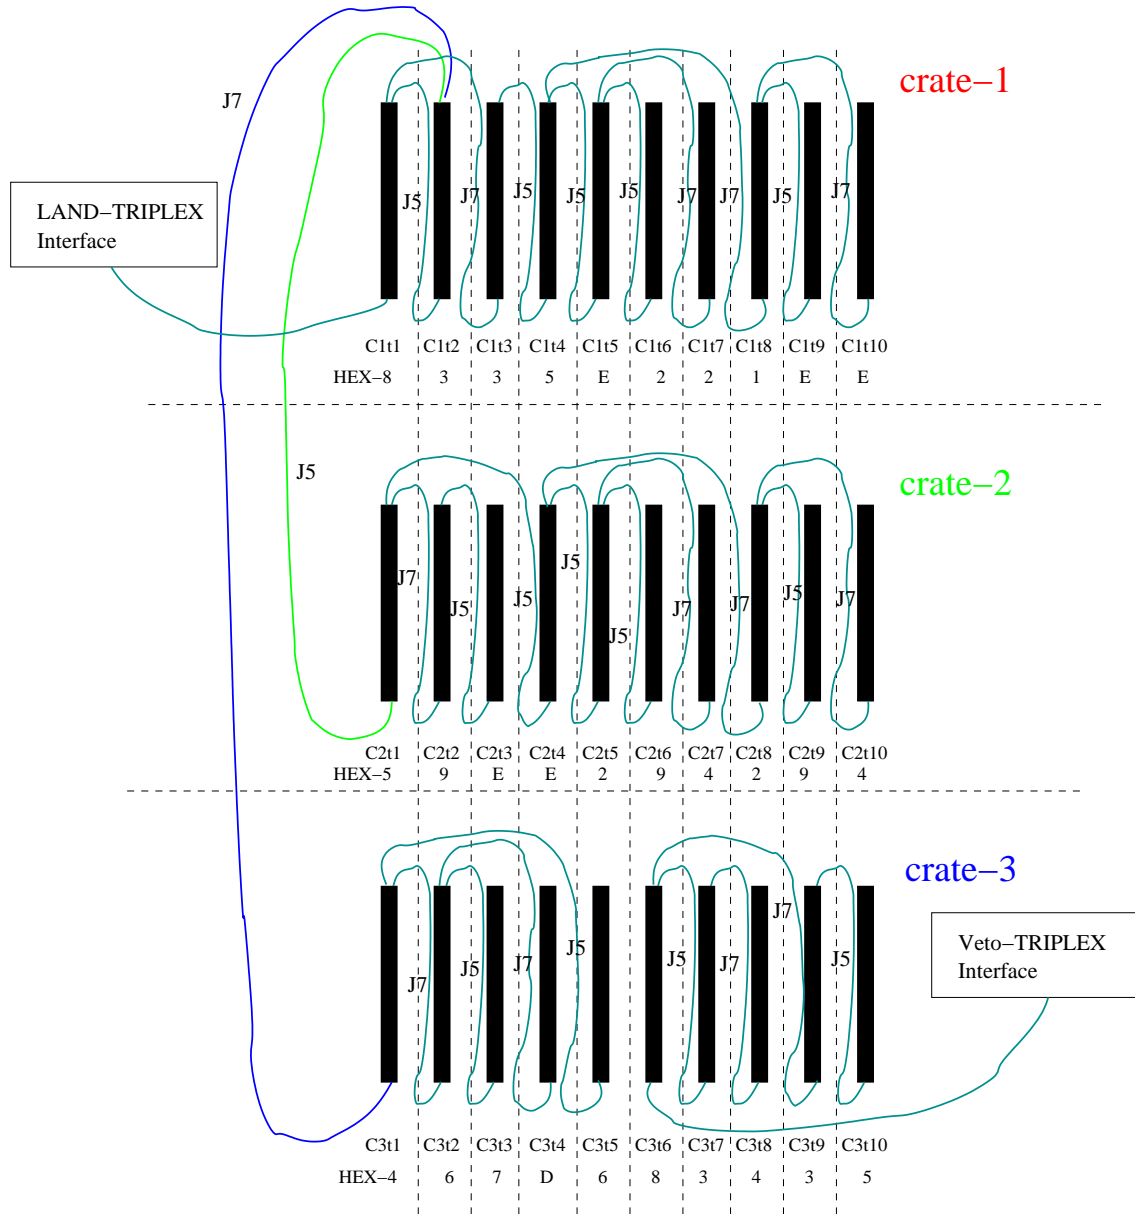 crate−1
J7
LAND−TRIPLEX
Interface
J5 J7 J5 J5 J5 J7 J7 J5 J7
C1t1 C1t2 C1t3 C1t4 C1t5 C1t6 C1t7 C1t8 C1t9 C1t10
HEX−8 3 3 5 E 2 2 1 E E
J5
crate−2
J7 J5 J5 J5 J5 J7 J7 J5 J7
C2t1 C2t2 C2t3 C2t4 C2t5 C2t6 C2t7 C2t8 C2t9 C2t10
HEX−5 9 E E 2 9 4 2 9 4
crate−3
J7 J5 J7 J5 J5 J7 J7 J5
Veto−TRIPLEX
Interface
C3t1 C3t2 C3t3 C3t4 C3t5 C3t6 C3t7 C3t8 C3t9 C3t10
HEX−4 6 7 D 6 8 3 4 3 5